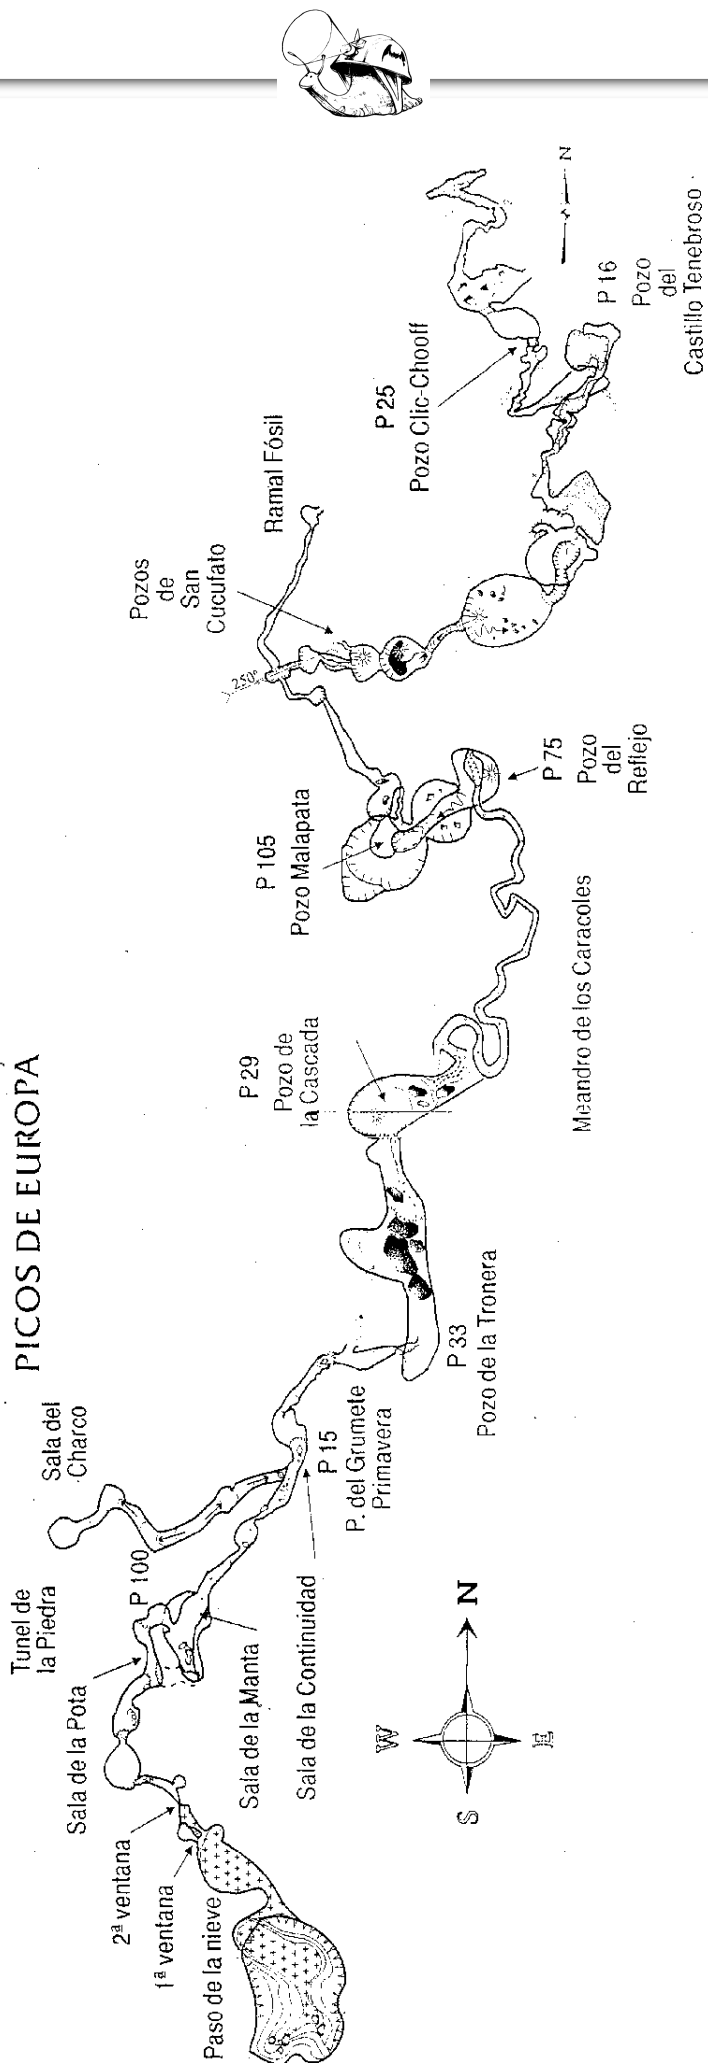 PICOS DE EUROPA
Paso de la nieve
1ª ventana
2ª ventana
Sala de la Pota
Tunel de
la Piedra
P 100
Sala del
Charco
Sala de la Manta
Sala de la Continuidad
P 15
P. del Grumete
Primavera
P 33
Pozo de la Tronera
P 29
Pozo de
la Cascada
Meandro de los Caracoles
P 105
Pozo Malapata
P 75
Pozo
del
Reflejo
250º
Pozos
de
San
Cucufato
Ramal Fósil
P 25
Pozo Clic-Chooff
P 16
Pozo
del
Castillo Tenebroso
N
W
N
S
E